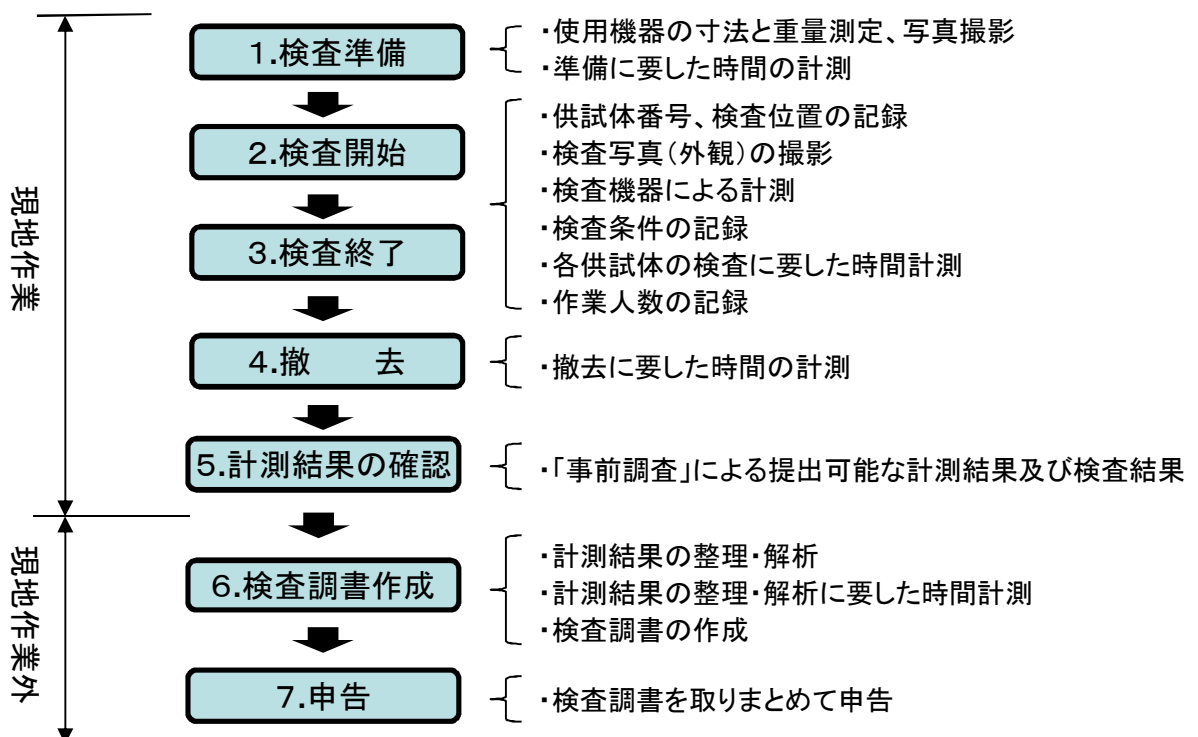 現地作業
1.検査準備
・使用機器の寸法と重量測定、写真撮影
・準備に要した時間の計測
2.検査開始
3.検査終了
・供試体番号、検査位置の記録
・検査写真(外観)の撮影
・検査機器による計測
・検査条件の記録
・各供試体の検査に要した時間計測
・作業人数の記録
4.撤　去
・撤去に要した時間の計測
5.計測結果の確認
・「事前調査」による提出可能な計測結果及び検査結果
現地作業外
6.検査調書作成
・計測結果の整理・解析
・計測結果の整理・解析に要した時間計測
・検査調書の作成
7.申告
・検査調書を取りまとめて申告